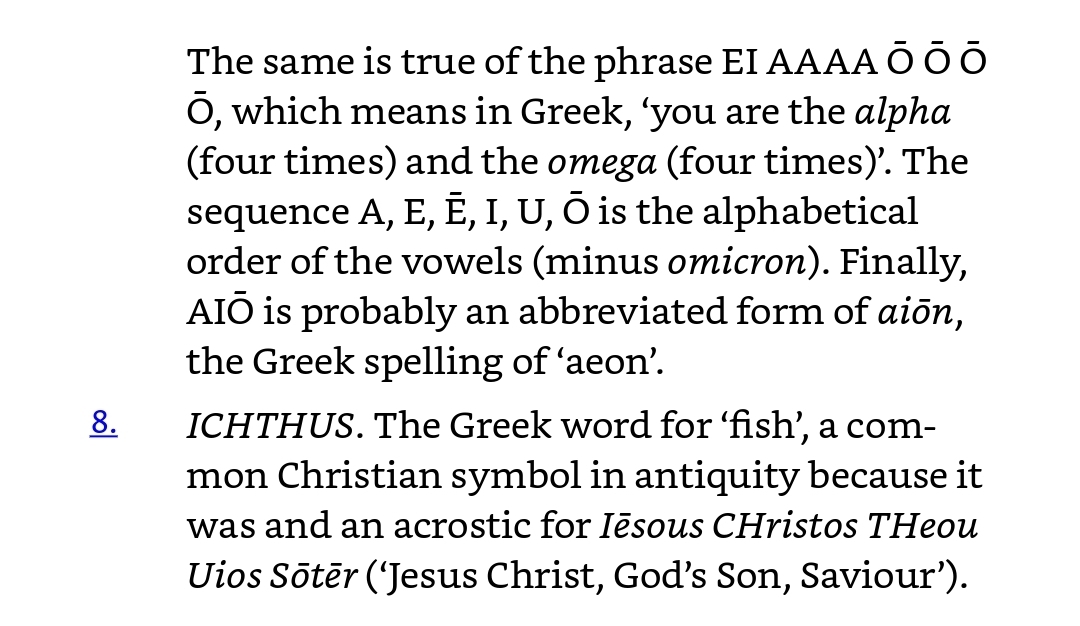 The same is true of the phrase EI AAAA Ō Ō Ō
Ō, which means in Greek, ‘you are the alpha
(four times) and the omega (four times)’. The
sequence A, E, Ē, I, U, Ō is the alphabetical
order of the vowels (minus omicron). Finally,
AIŌ is probably an abbreviated form of aiōn,
the Greek spelling of ‘aeon’.
8. ICHTHUS. The Greek word for ‘fish’, a com-
mon Christian symbol in antiquity because it
was and an acrostic for Iēsous CHristos THeou
Uios Sōtēr (‘Jesus Christ, God’s Son, Saviour’).